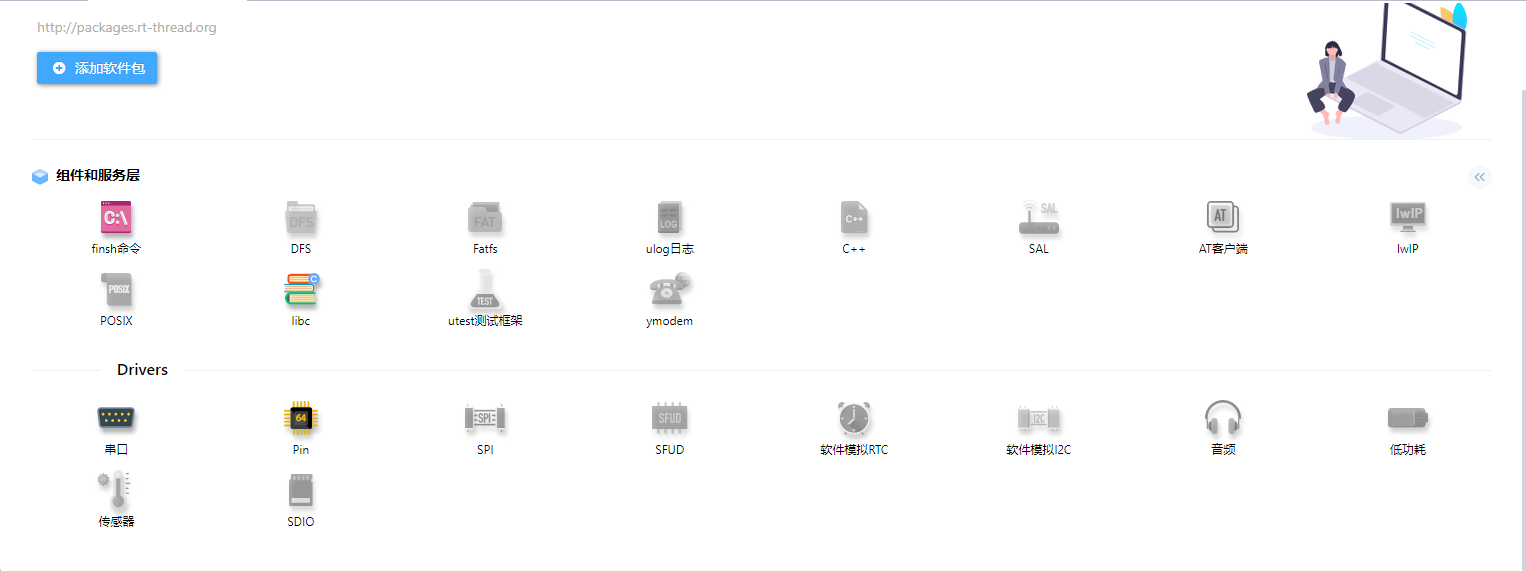 http://packages.rt-thread.org
添加软件包
组件和服务层
C:\ DFS FAT LOG C++ SAL AT lwIP
finsh命令 DFS Fatfs ulog日志 C++ SAL AT客户端 lwIP
POSIX C TEST
POSIX libc utest测试框架 ymodem
Drivers
64 SPI SFUD I2C
串口 Pin SPI SFUD 软件模拟RTC 软件模拟I2C 音频 低功耗
传感器 SDIO